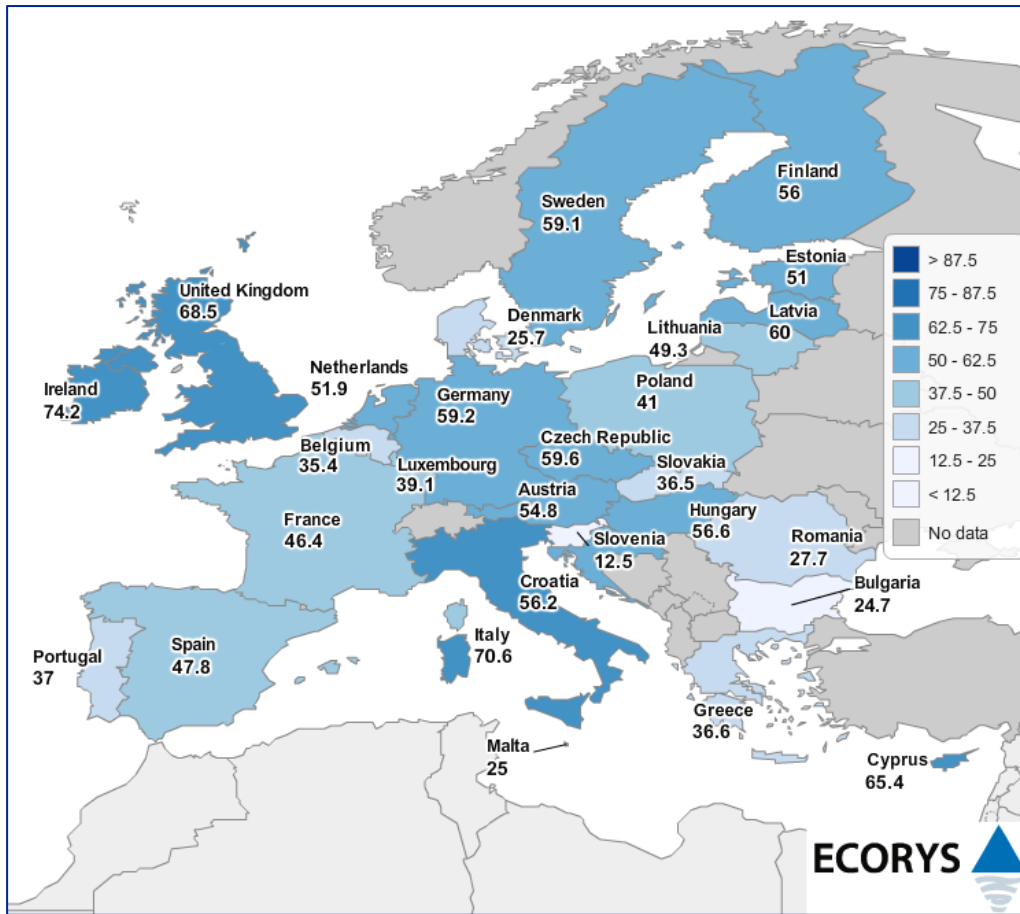 Finland
56
Sweden
59.1
Estonia
51
United Kingdom
68.5
Denmark
25.7
Latvia
60
Lithuania
49.3
Netherlands
51.9
Ireland
74.2
Germany
59.2
Poland
41
Belgium
35.4
Czech Republic
59.6
Luxembourg
39.1
Slovakia
36.5
Austria
54.8
France
46.4
Hungary
56.6
Romania
27.7
Slovenia
12.5
Croatia
56.2
Bulgaria
24.7
Italy
70.6
Spain
47.8
Portugal
37
Greece
36.6
Malta
25
Cyprus
65.4
> 87.5
75 - 87.5
62.5 - 75
50 - 62.5
37.5 - 50
25 - 37.5
12.5 - 25
< 12.5
No data
ECORYS